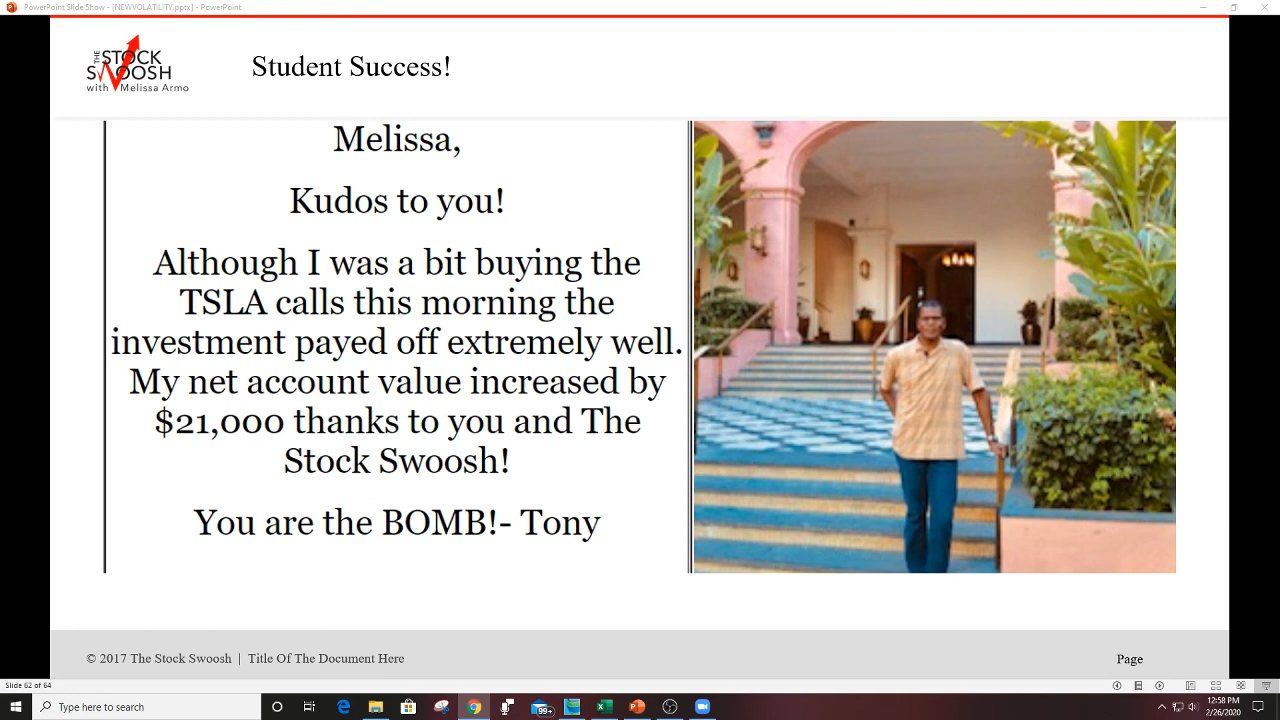 PowerPoint Slide Show - [NEWVOLATILITY.pptx] - PowerPoint
THE STOCK
SWOOSH
with Melissa Armo
Student Success!
Melissa,
Kudos to you!
Although I was a bit buying the
TSLA calls this morning the
investment payed off extremely well.
My net account value increased by
$21,000 thanks to you and The
Stock Swoosh!
You are the BOMB!- Tony
© 2017 The Stock Swoosh | Title Of The Document Here
Page
Slide 62 of 64
Type here to search
99+
12:58 PM
2/26/2020